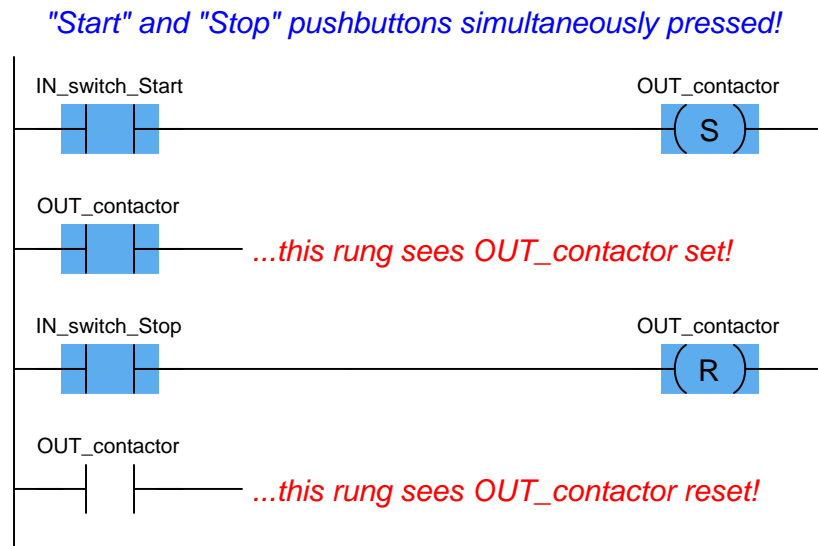 "Start" and "Stop" pushbuttons simultaneously pressed!
IN_switch_Start OUT_contactor
S
OUT_contactor
...this rung sees OUT_contactor set!
IN_switch_Stop OUT_contactor
R
OUT_contactor
...this rung sees OUT_contactor reset!